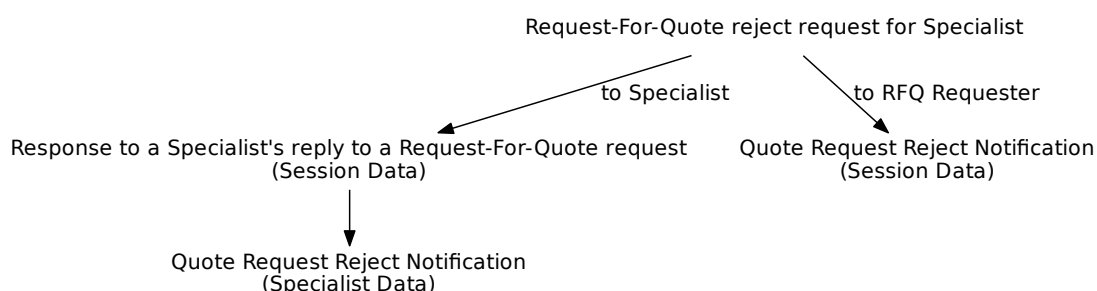 Request-For-Quote reject request for Specialist
to Specialist
to RFQ Requester
Response to a Specialist's reply to a Request-For-Quote request
(Session Data)
Quote Request Reject Notification
(Session Data)
Quote Request Reject Notification
(Specialist Data)